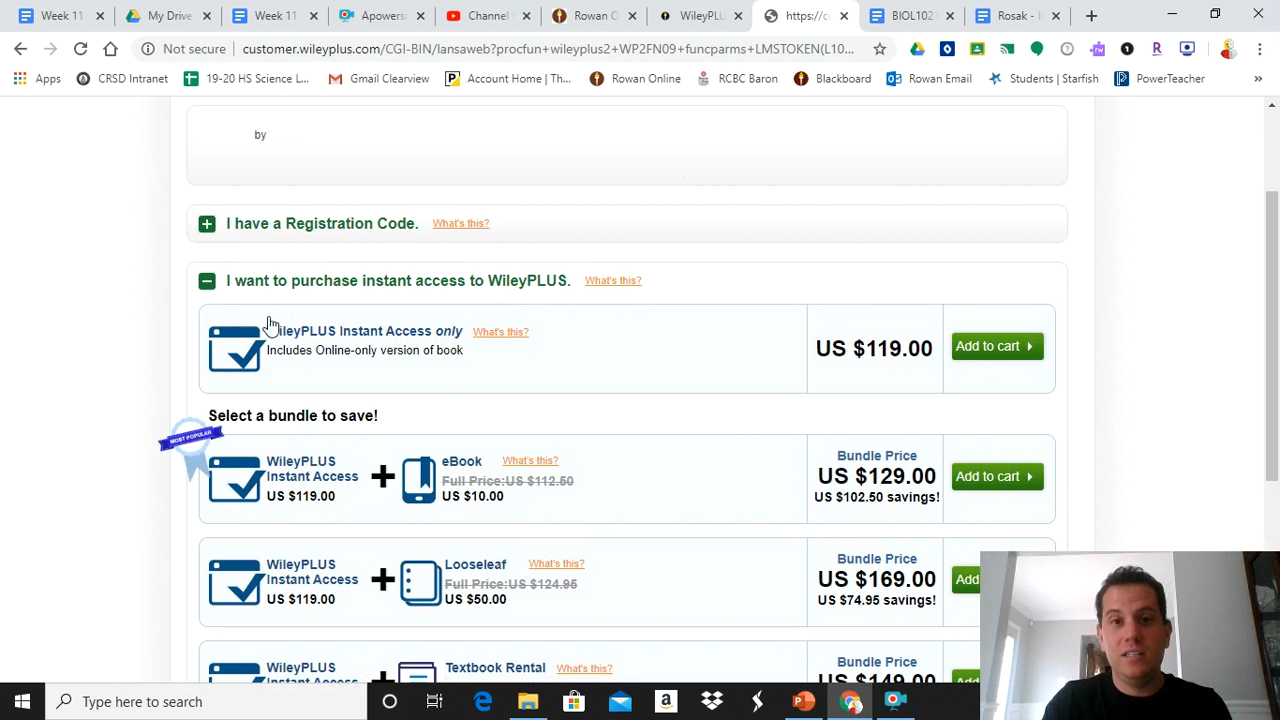 Week 11
My Drive
Week 11
Apowers
Channel
Rowan O
WileyPLU
https://cu
BIOL1021
Rosak - I
Not secure
customer.wileyplus.com/CGI-BIN/lansaweb?procfun+wileyplus2+WP2FN09+funcparms+LMSTOKEN(L10...
Apps
CRSD Intranet
19-20 HS Science L...
Gmail Clearview
Account Home | Th...
Rowan Online
RCBC Baron
Blackboard
Rowan Email
Students | Starfish
PowerTeacher
»
by
I have a Registration Code. What's this?
I want to purchase instant access to WileyPLUS. What's this?
WileyPLUS Instant Access only What's this?
Includes Online-only version of book
US $119.00
Add to cart
Select a bundle to save!
MOST POPULAR
WileyPLUS
Instant Access
US $119.00
+
eBook What's this?
Full Price:US $112.50
US $10.00
Bundle Price
US $129.00
US $102.50 savings!
Add to cart
WileyPLUS
Instant Access
US $119.00
+
Looseleaf What's this?
Full Price:US $124.95
US $50.00
Bundle Price
US $169.00
US $74.95 savings!
Add
WileyPLUS
Textbook Rental What's this?
Bundle Price
US $149.00
Type here to search